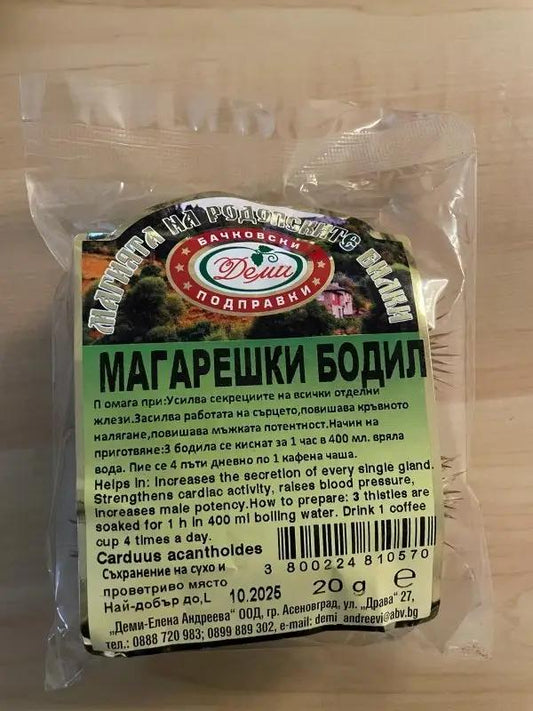 МАГИЯТА НА РОДОПСКИТЕ БИЛКИ
БАЧКОВСКИ
Деми
ПОДПРАВКИ
МАГАРЕШКИ БОДИЛ
П омага при:Усилва секрециите на всички отделни
жлези.Засилва работата на сърцето,повишава кръвното
налягане,повишава мъжката потентност.Начин на
приготвяне:3 бодила се киснат за 1 час в 400 мл. вряла
вода. Пие се 4 пъти дневно по 1 кафена чаша.
Helps in: Increases the secretion of every single gland.
Strengthens cardiac activity, raises blood pressure,
increases male potency.How to prepare: 3 thistles are
soaked for 1 h in 400 ml boiling water. Drink 1 coffee
cup 4 times a day.
Carduus acantholdes
Съхранение на сухо и
проветриво място
Най-добър до,L 10.2025
3 800224 810570
20 g e
„Деми-Елена Андреева" ООД, гр. Асеновград, ул. „Драва" 27,
тел.: 0888 720 983; 0899 889 302, e-mail: demi_andreevi@abv.bg